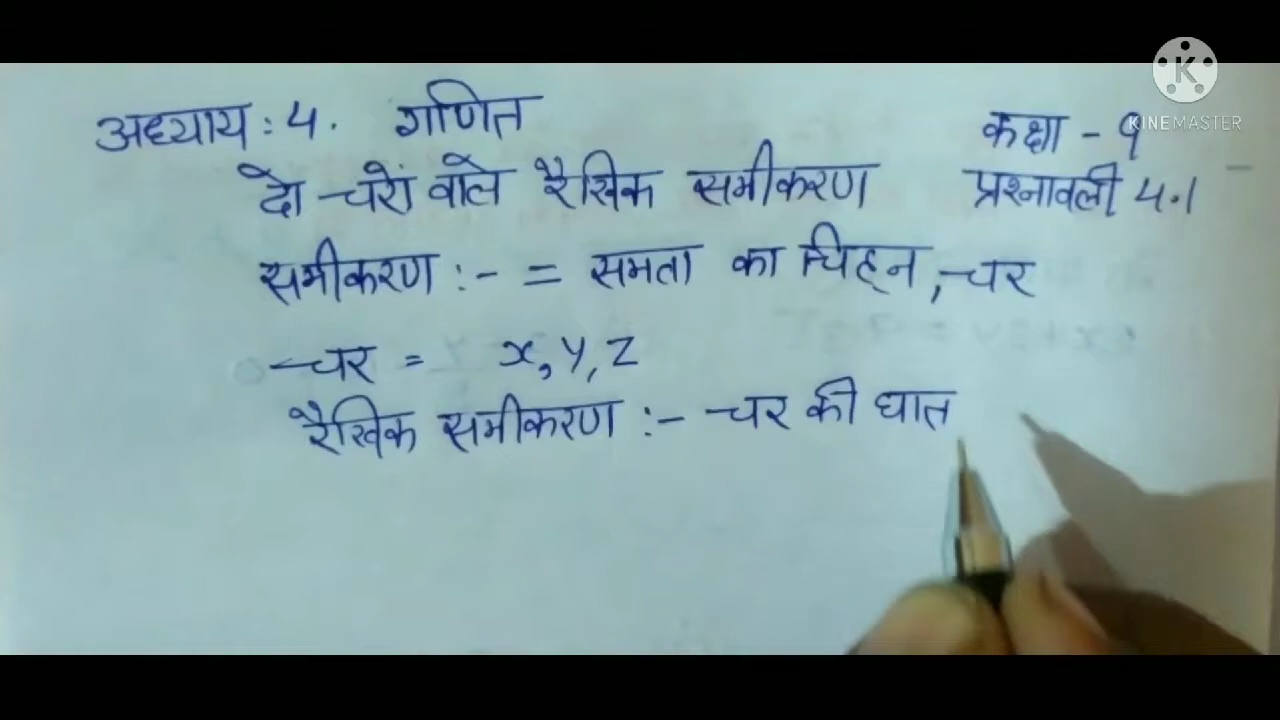 अध्याय : 4. गणित कक्षा - 9
दो चरों वाले रैखिक समीकरण प्रश्नावली 4.1
समीकरण :- = समता का चिह्न, चर
चर = x, y, z
रैखिक समीकरण :- चर की घात
K
KINEMASTER